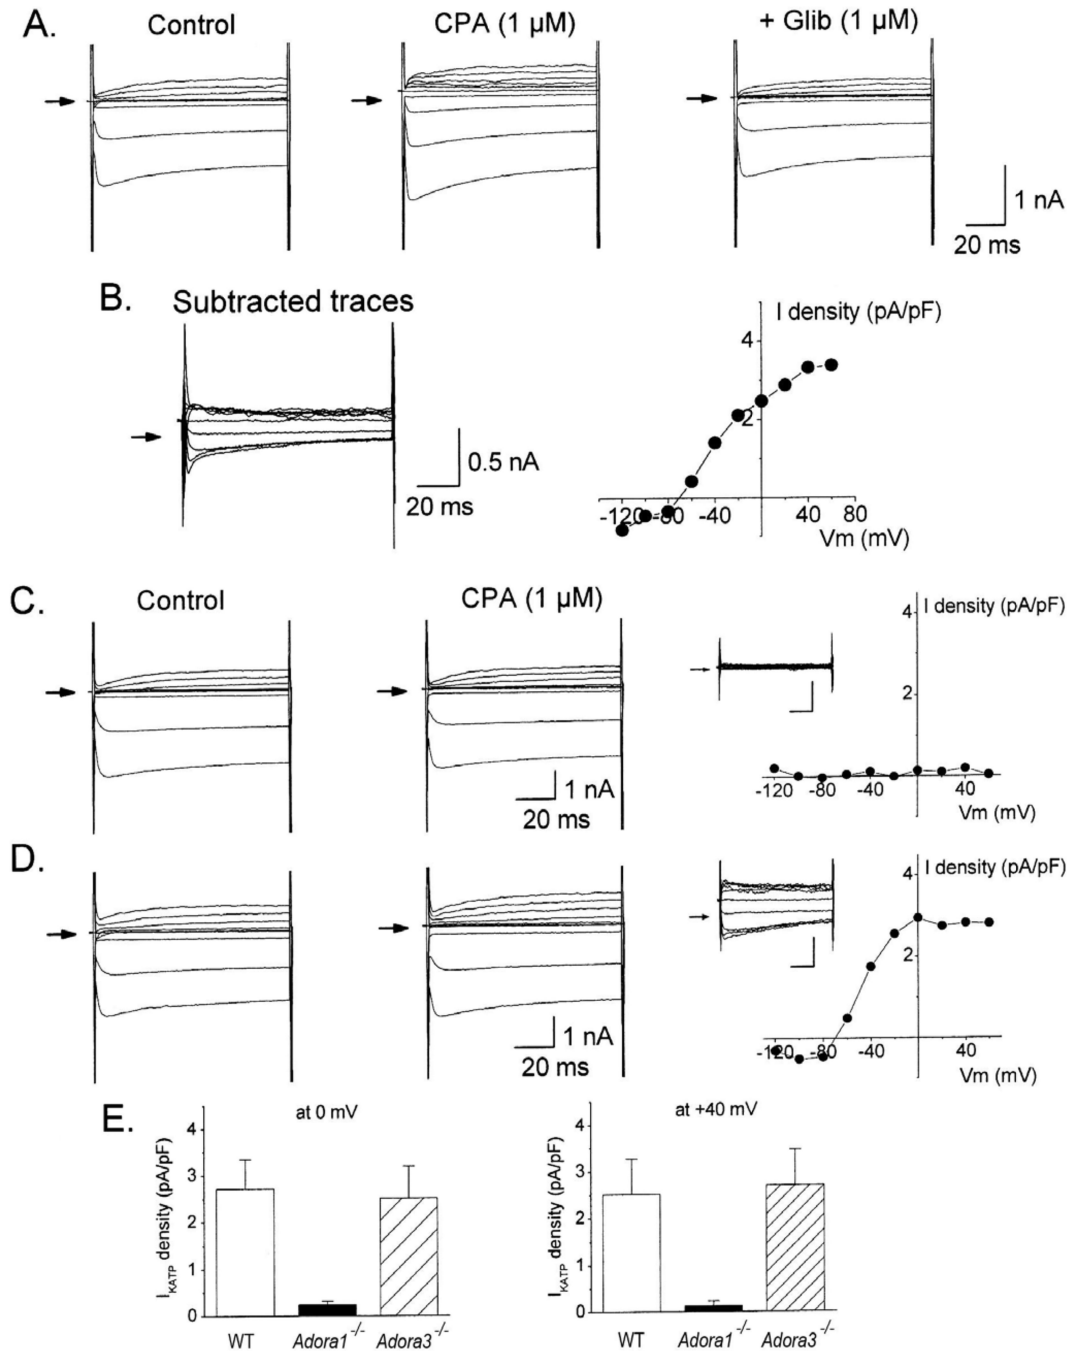 A.
Control
CPA (1 µM)
+ Glib (1 µM)
1 nA
20 ms
B.
Subtracted traces
0.5 nA
20 ms
I density (pA/pF)
4
2
-120 -80 -40 40 80
Vm (mV)
C.
Control
CPA (1 µM)
1 nA
20 ms
I density (pA/pF)
4
2
-120 -80 -40 40
Vm (mV)
D.
1 nA
20 ms
I density (pA/pF)
4
2
-120 -80 -40 40
Vm (mV)
E.
at 0 mV
IKATP density (pA/pF)
4
3
2
1
0
WT Adora1-/- Adora3-/-
at +40 mV
IKATP density (pA/pF)
4
3
2
1
0
WT Adora1-/- Adora3-/-